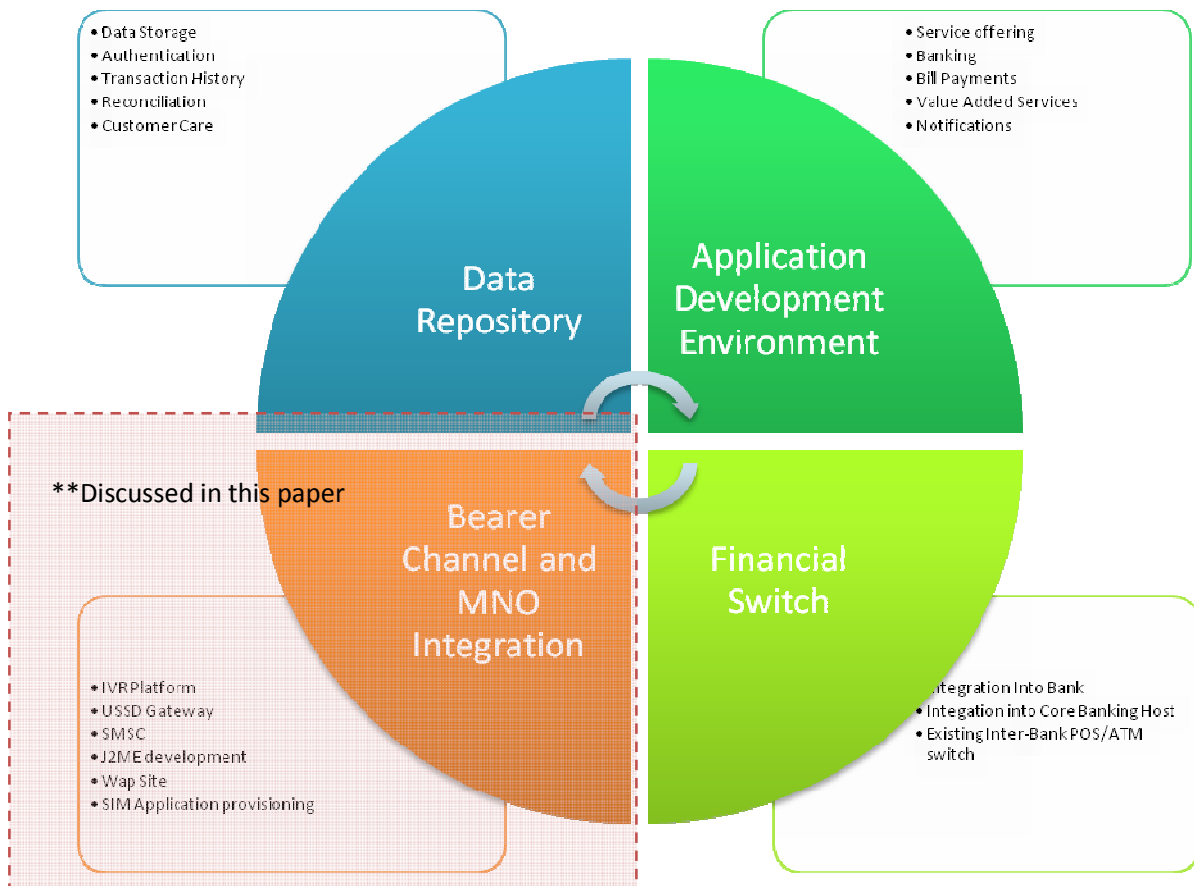 • Data Storage
• Authentication
• Transaction History
• Reconciliation
• Customer Care
• Service offering
• Banking
• Bill Payments
• Value Added Services
• Notifications
Data
Repository
Application
Development
Environment
**Discussed in this paper
Bearer
Channel and
MNO
Integration
Financial
Switch
• IVR Platform
• USSD Gateway
• SMSC
• J2ME development
• Wap Site
• SIM Application provisioning
• Integration Into Bank
• Integation into Core Banking Host
• Existing Inter-Bank POS/ATM
switch